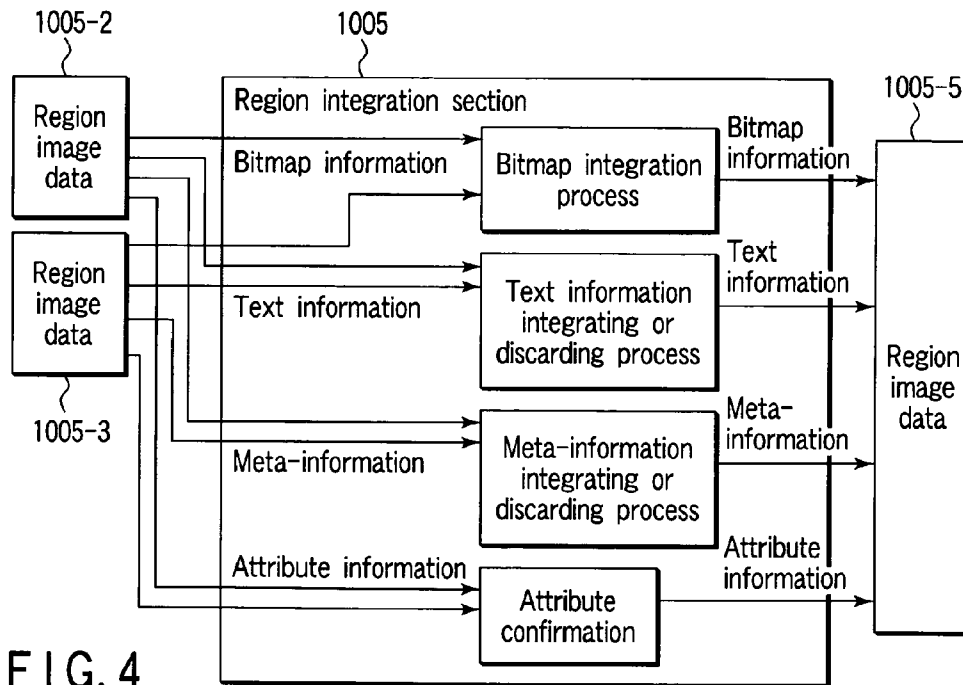 1005-2
1005
1005-5
Region
image
data
Region
image
data
1005-3
Region integration section
Bitmap information
Text information
Meta-information
Attribute information
Bitmap integration
process
Text information
integrating or
discarding process
Meta-information
integrating or
discarding process
Attribute
confirmation
Bitmap
information
Text
information
Meta-
information
Attribute
information
Region
image
data
FIG. 4